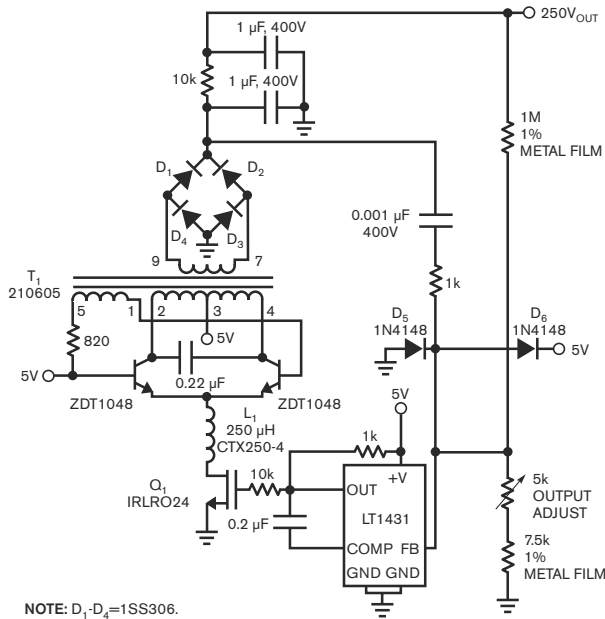 250V_OUT
1 µF, 400V
10k
1 µF, 400V
1M
1%
METAL FILM
D1
D2
D4
D3
0.001 µF
400V
9
7
1k
T1
210605
5
1
2
3
4
D5
1N4148
D6
1N4148
5V
820
5V
5V
0.22 µF
ZDT1048
ZDT1048
5V
L1
250 µH
CTX250-4
1k
+V
Q1
IRLRO24
10k
OUT
5k
OUTPUT
ADJUST
LT1431
0.2 µF
COMP FB
GND GND
7.5k
1%
METAL FILM
NOTE: D1-D4=1SS306.